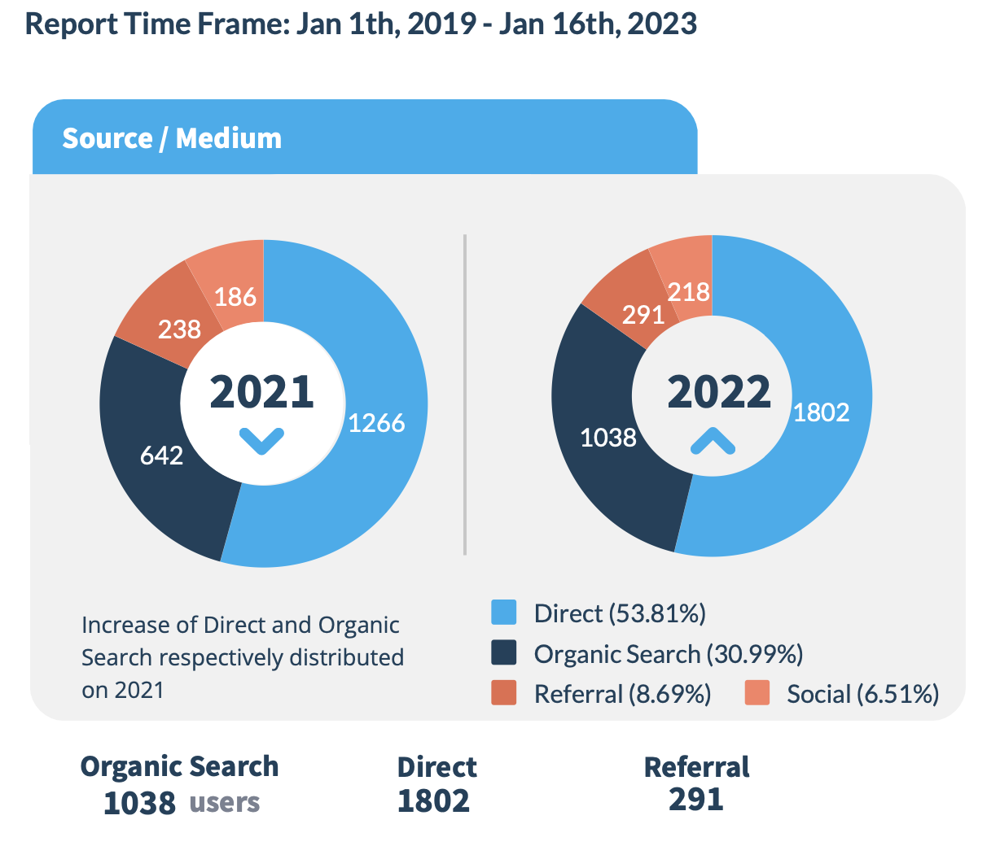 Report Time Frame: Jan 1th, 2019 - Jan 16th, 2023
Source / Medium
186
238
2021
1266
642
218
291
2022
1802
1038
Increase of Direct and Organic
Search respectively distributed
on 2021
Direct (53.81%)
Organic Search (30.99%)
Referral (8.69%)
Social (6.51%)
Organic Search
1038 users
Direct
1802
Referral
291